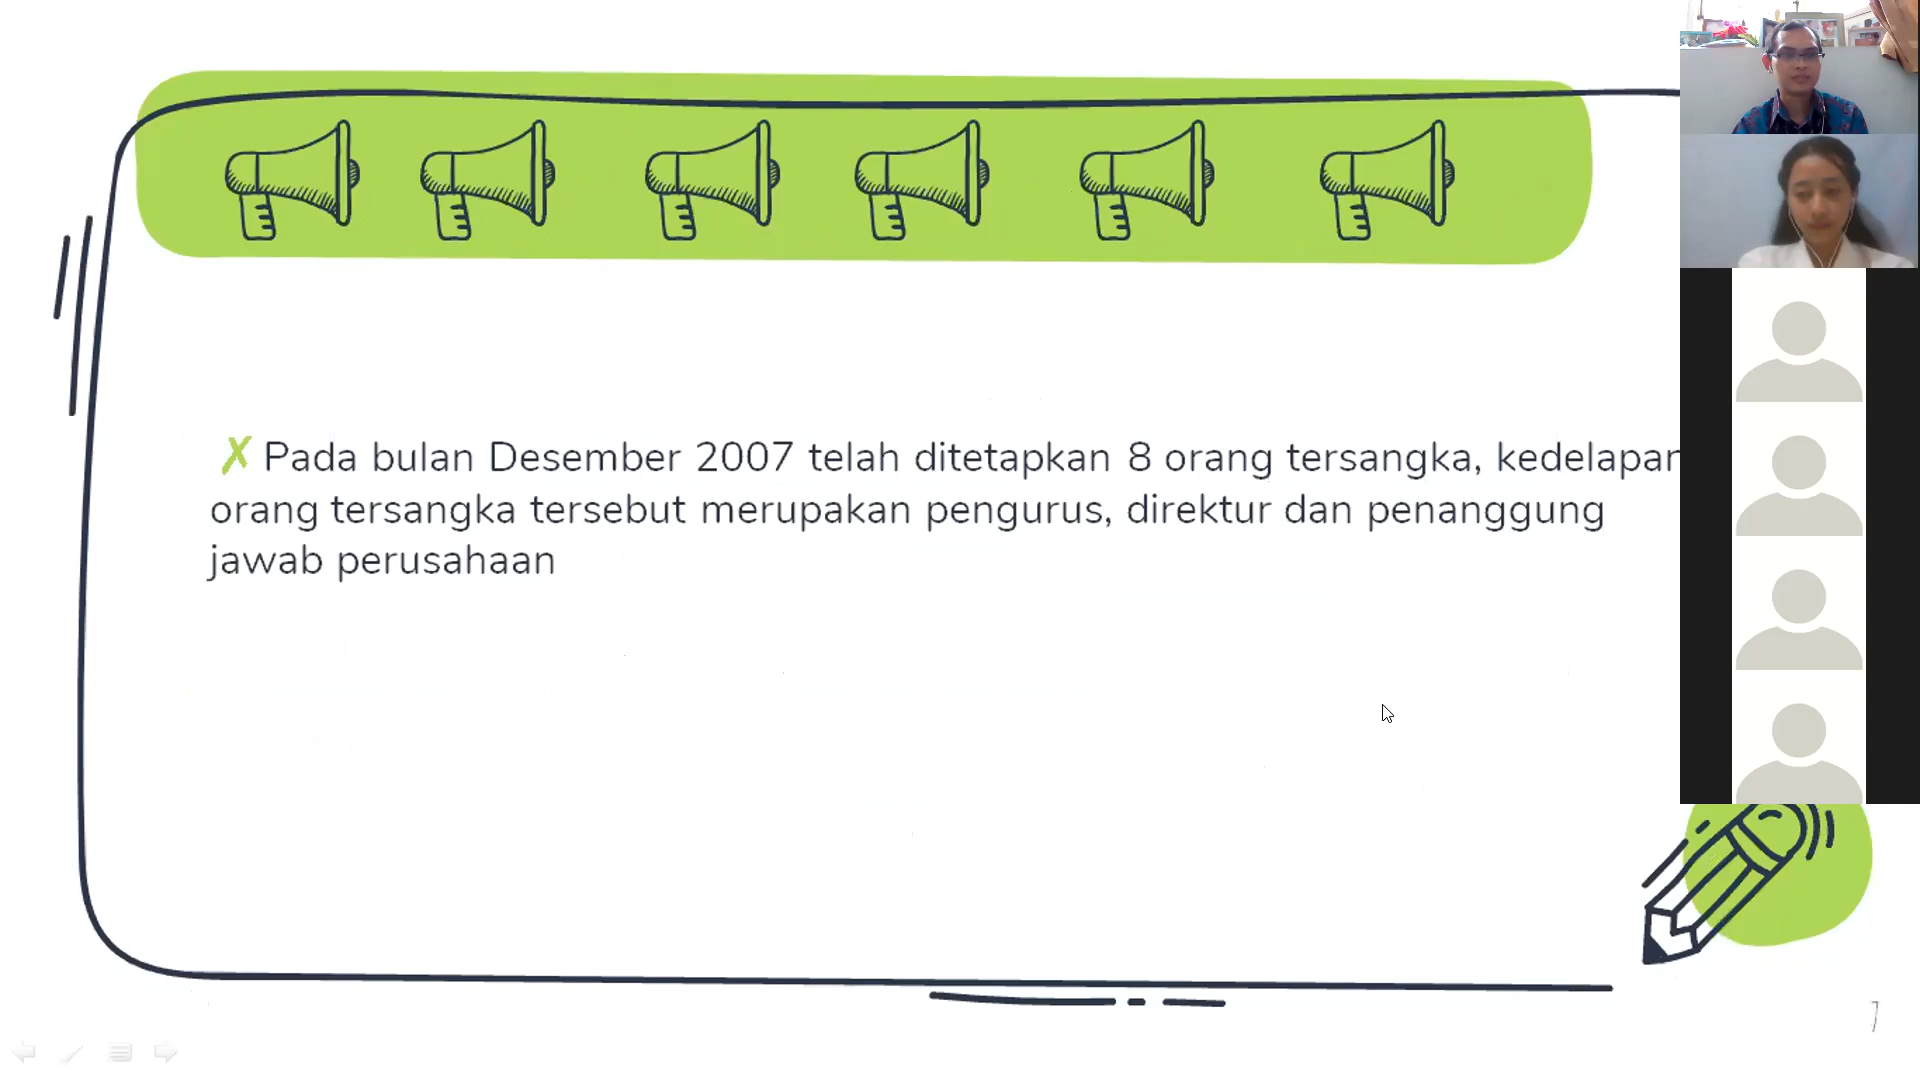 ✗ Pada bulan Desember 2007 telah ditetapkan 8 orang tersangka, kedelapan
orang tersangka tersebut merupakan pengurus, direktur dan penanggung
jawab perusahaan
7